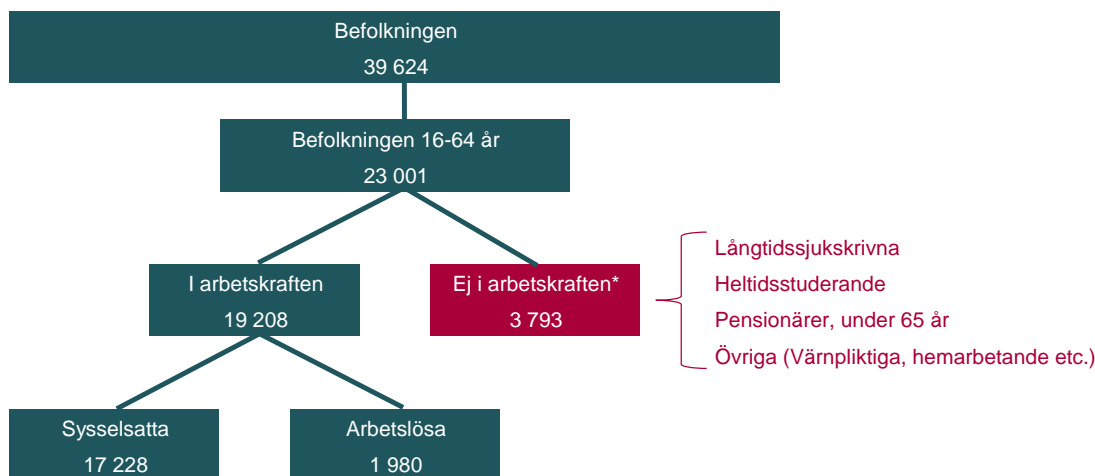 Befolkningen
39 624
Befolkningen 16-64 år
23 001
I arbetskraften
19 208
Ej i arbetskraften*
3 793
Långtidssjukskrivna
Heltidsstuderande
Pensionärer, under 65 år
Övriga (Värnpliktiga, hemarbetande etc.)
Sysselsatta
17 228
Arbetslösa
1 980